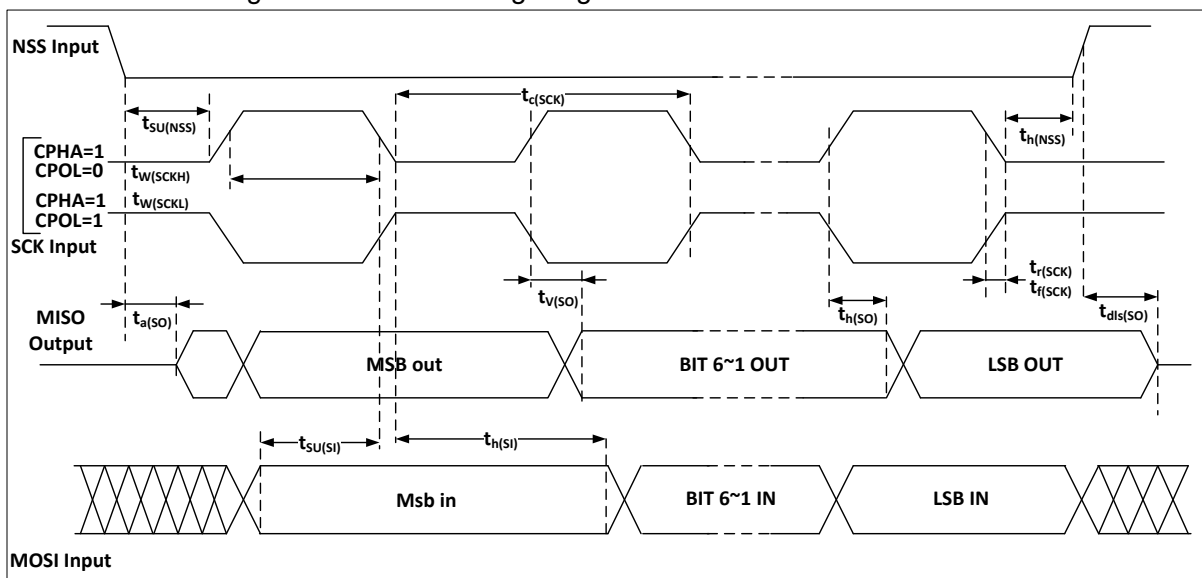 NSS Input
tc(SCK)
tSU(NSS)
th(NSS)
CPHA=1
CPOL=0
tW(SCKH)
CPHA=1
CPOL=1
tW(SCKL)
SCK Input
tV(SO)
tr(SCK)
tf(SCK)
ta(SO)
th(SO)
tdIs(SO)
MISO
Output
MSB out
BIT 6~1 OUT
LSB OUT
tSU(SI)
th(SI)
Msb in
BIT 6~1 IN
LSB IN
MOSI Input